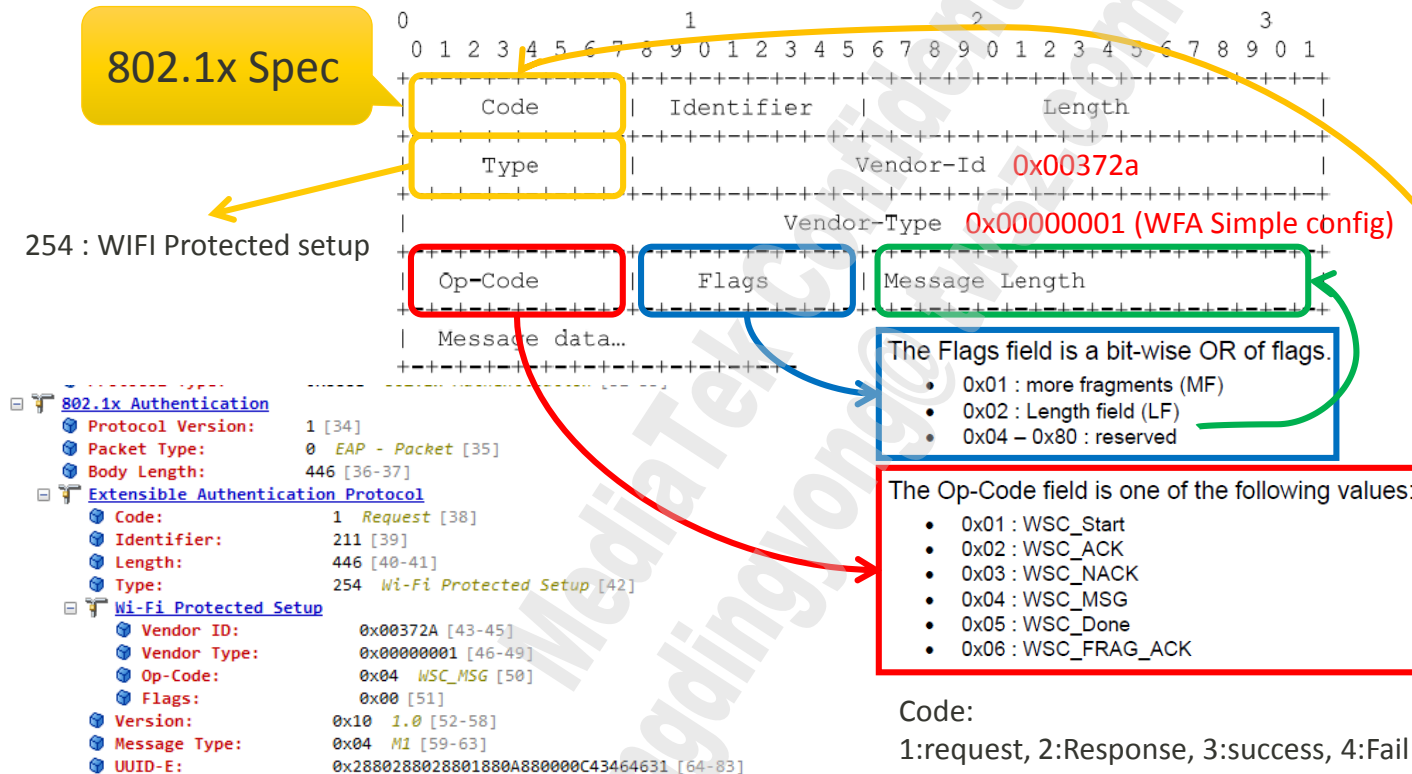 802.1x Spec
0 1 2 3
0 1 2 3 4 5 6 7 8 9 0 1 2 3 4 5 6 7 8 9 0 1 2 3 4 5 6 7 8 9 0 1
+-+-+-+-+-+-+-+-+-+-+-+-+-+-+-+-+-+-+-+-+-+-+-+-+-+-+-+-+-+-+-+-+
| Code | Identifier | Length |
+-+-+-+-+-+-+-+-+-+-+-+-+-+-+-+-+-+-+-+-+-+-+-+-+-+-+-+-+-+-+-+-+
| Type | Vendor-Id 0x00372a |
+-+-+-+-+-+-+-+-+-+-+-+-+-+-+-+-+-+-+-+-+-+-+-+-+-+-+-+-+-+-+-+-+
| Vendor-Type 0x00000001 (WFA Simple config) |
254 : WIFI Protected setup
+-+-+-+-+-+-+-+-+-+-+-+-+-+-+-+-+-+-+-+-+-+-+-+-+-+-+-+-+-+-+-+-+
| Op-Code | Flags | Message Length |
+-+-+-+-+-+-+-+-+-+-+-+-+-+-+-+-+-+-+-+-+-+-+-+-+-+-+-+-+-+-+-+-+
| Message data…
+-+-+-+-+-+-+-+-+-+-+-+-+-+-
The Flags field is a bit-wise OR of flags.
• 0x01 : more fragments (MF)
• 0x02 : Length field (LF)
• 0x04 – 0x80 : reserved
The Op-Code field is one of the following values:
• 0x01 : WSC_Start
• 0x02 : WSC_ACK
• 0x03 : WSC_NACK
• 0x04 : WSC_MSG
• 0x05 : WSC_Done
• 0x06 : WSC_FRAG_ACK
Code:
1:request, 2:Response, 3:success, 4:Fail
802.1x Authentication
Protocol Version: 1 [34]
Packet Type: 0 EAP - Packet [35]
Body Length: 446 [36-37]
Extensible Authentication Protocol
Code: 1 Request [38]
Identifier: 211 [39]
Length: 446 [40-41]
Type: 254 Wi-Fi Protected Setup [42]
Wi-Fi Protected Setup
Vendor ID: 0x00372A [43-45]
Vendor Type: 0x00000001 [46-49]
Op-Code: 0x04 WSC_MSG [50]
Flags: 0x00 [51]
Version: 0x10 1.0 [52-58]
Message Type: 0x04 M1 [59-63]
UUID-E: 0x2880288028801880A880000C43464631 [64-83]
MediaTek Confident